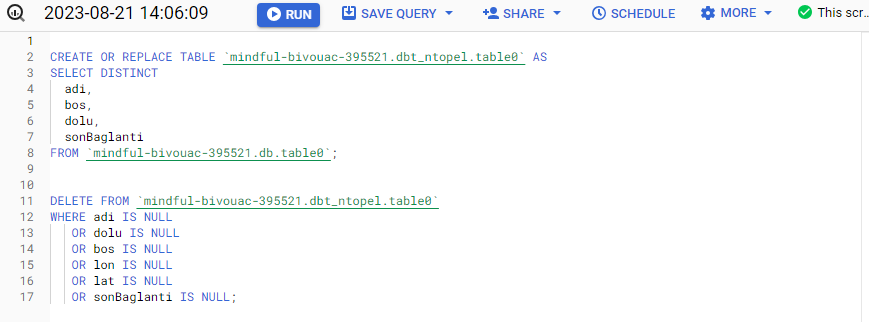 2023-08-21 14:06:09 RUN SAVE QUERY SHARE SCHEDULE MORE This scr...
1
2 CREATE OR REPLACE TABLE `mindful-bivouac-395521.dbt_ntopel.table0` AS
3 SELECT DISTINCT
4 adi,
5 bos,
6 dolu,
7 sonBaglanti
8 FROM `mindful-bivouac-395521.db.table0`;
9
10
11 DELETE FROM `mindful-bivouac-395521.dbt_ntopel.table0`
12 WHERE adi IS NULL
13 OR dolu IS NULL
14 OR bos IS NULL
15 OR lon IS NULL
16 OR lat IS NULL
17 OR sonBaglanti IS NULL;